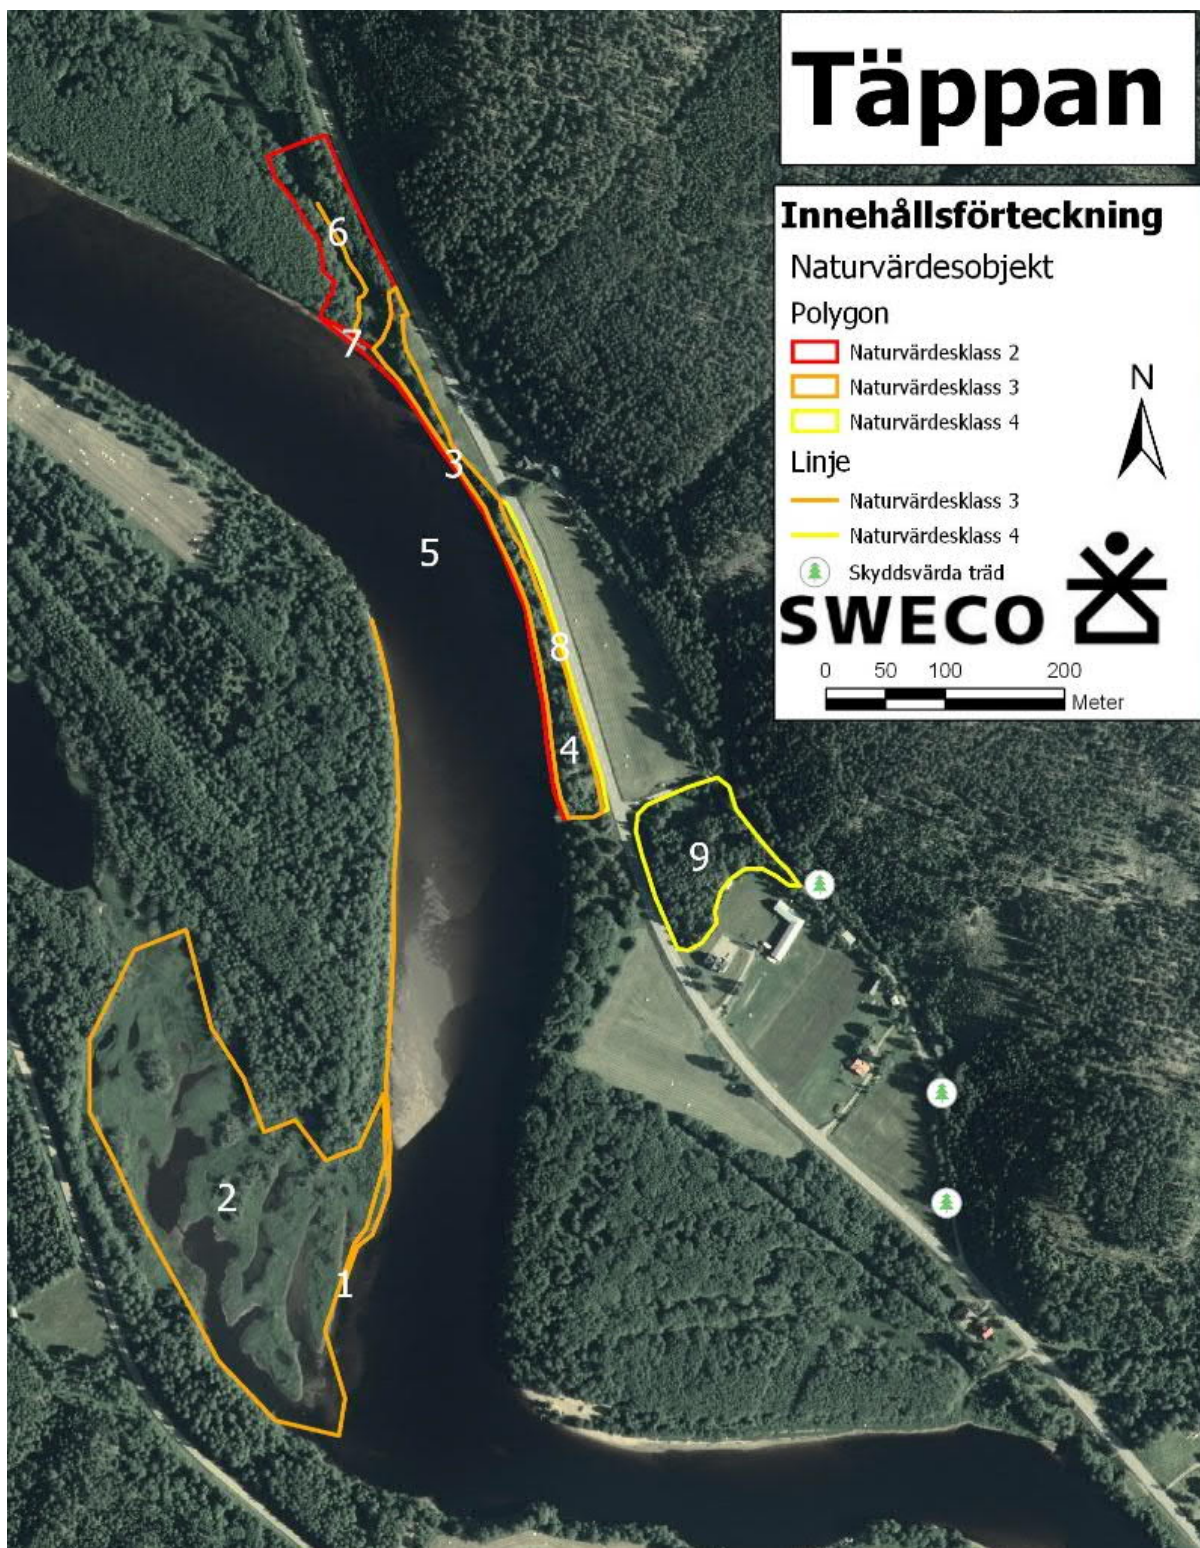 Täppan
Innehållsförteckning
Naturvärdesobjekt
Polygon
Naturvärdesklass 2
Naturvärdesklass 3
Naturvärdesklass 4
Linje
Naturvärdesklass 3
Naturvärdesklass 4
Skyddsvärda träd
N
SWECO
0 50 100 200
Meter
6
7
3
5
8
4
9
2
1